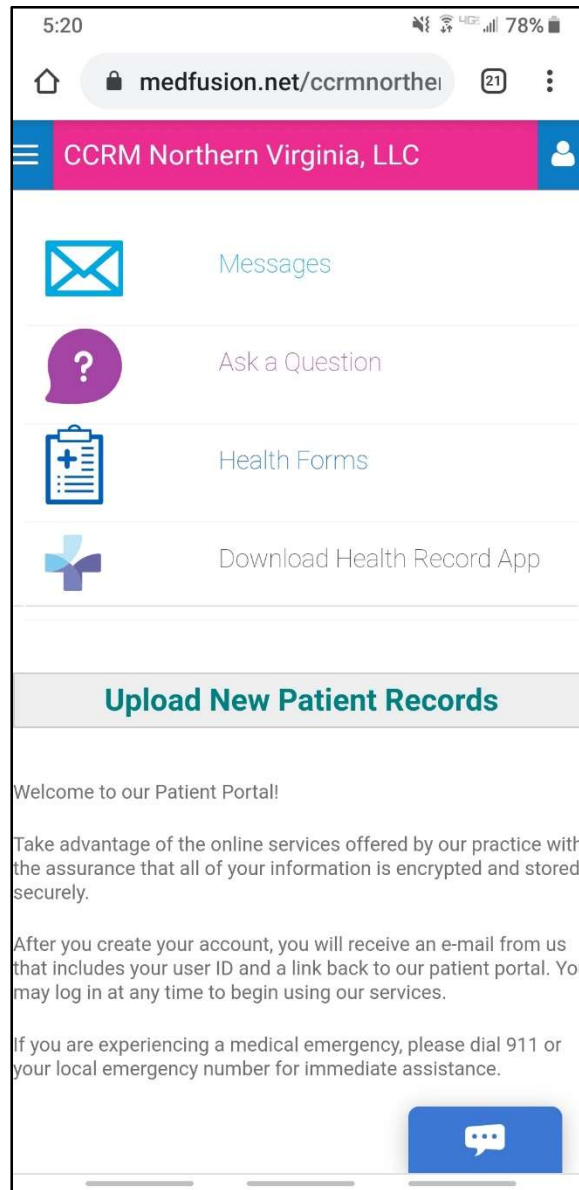 5:20 4GE 78%
medfusion.net/ccrmnorther 21
CCRM Northern Virginia, LLC
Messages
? Ask a Question
Health Forms
Download Health Record App
Upload New Patient Records
Welcome to our Patient Portal!
Take advantage of the online services offered by our practice with
the assurance that all of your information is encrypted and stored
securely.
After you create your account, you will receive an e-mail from us
that includes your user ID and a link back to our patient portal. You
may log in at any time to begin using our services.
If you are experiencing a medical emergency, please dial 911 or
your local emergency number for immediate assistance.